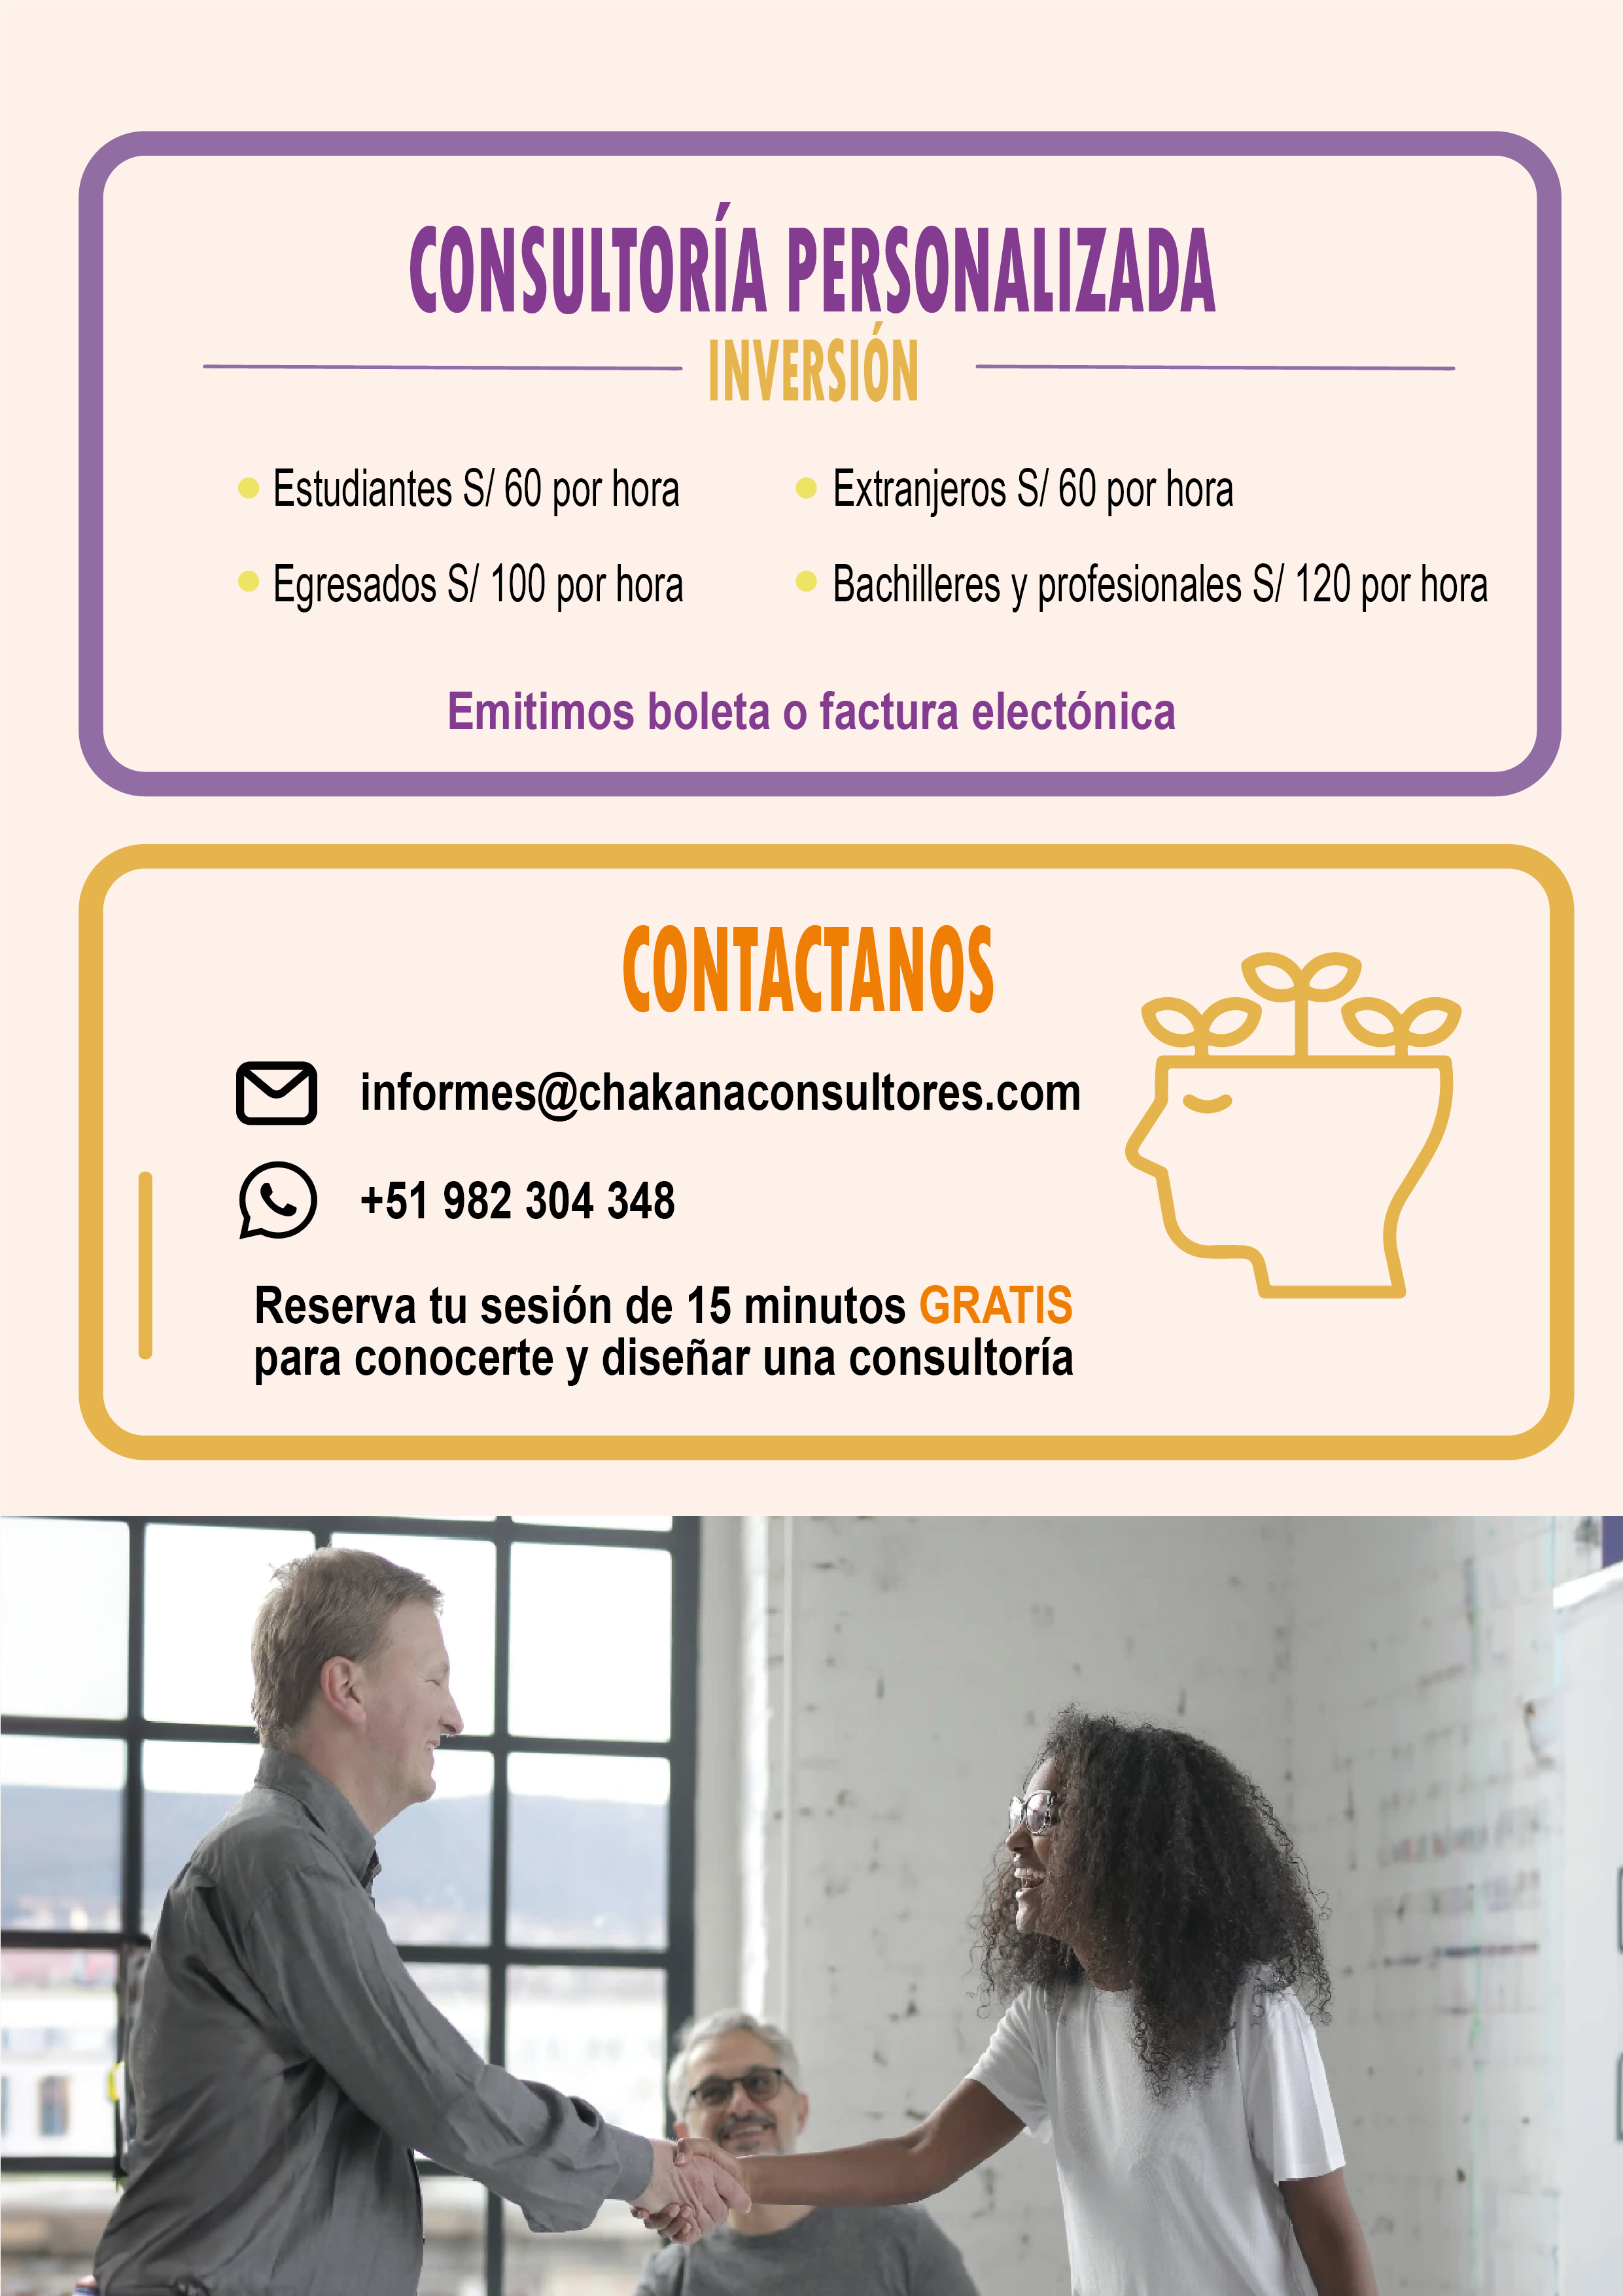 CONSULTORÍA PERSONALIZADA
INVERSIÓN
Estudiantes S/ 60 por hora
Extranjeros S/ 60 por hora
Egresados S/ 100 por hora
Bachilleres y profesionales S/ 120 por hora
Emitimos boleta o factura electónica
CONTACTANOS
informes@chakanaconsultores.com
+51 982 304 348
Reserva tu sesión de 15 minutos GRATIS
para conocerte y diseñar una consultoría